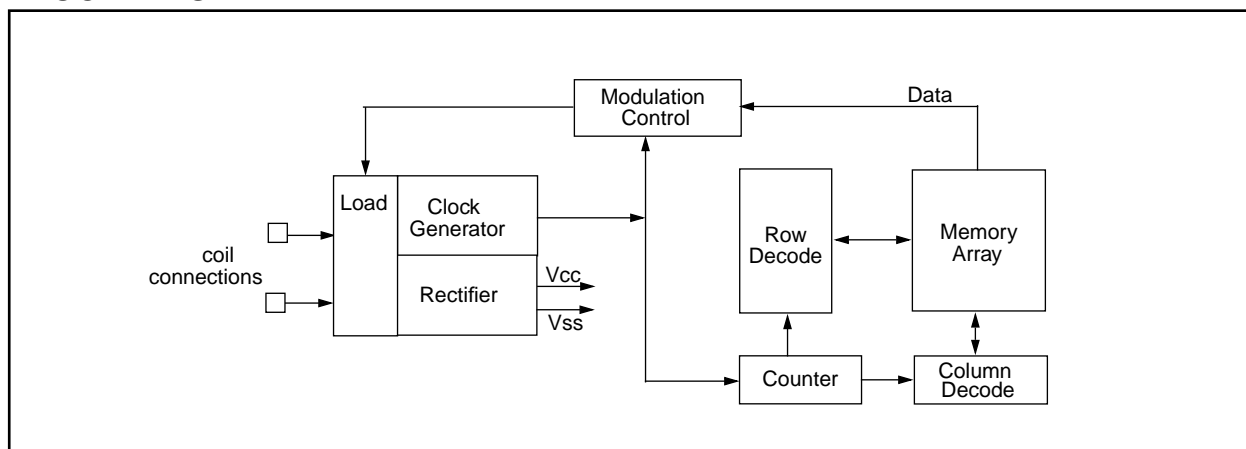 Modulation
Control
Data
Load
Clock
Generator
Row
Decode
Memory
Array
coil
connections
Rectifier
Vcc
Vss
Counter
Column
Decode